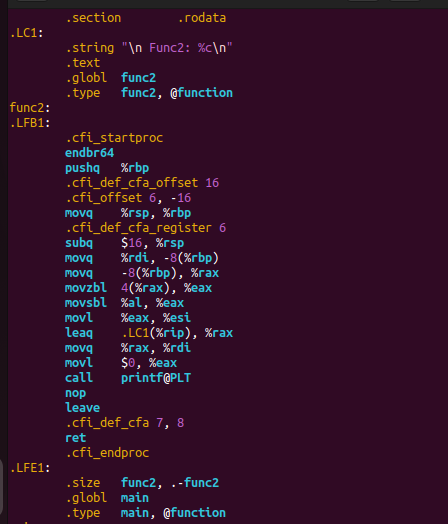 .section .rodata
.LC1:
.string "\n Func2: %c\n"
.text
.globl func2
.type func2, @function
func2:
.LFB1:
.cfi_startproc
endbr64
pushq %rbp
.cfi_def_cfa_offset 16
.cfi_offset 6, -16
movq %rsp, %rbp
.cfi_def_cfa_register 6
subq $16, %rsp
movq %rdi, -8(%rbp)
movq -8(%rbp), %rax
movzbl 4(%rax), %eax
movsbl %al, %eax
movl %eax, %esi
leaq .LC1(%rip), %rax
movq %rax, %rdi
movl $0, %eax
call printf@PLT
nop
leave
.cfi_def_cfa 7, 8
ret
.cfi_endproc
.LFE1:
.size func2, .-func2
.globl main
.type main, @function